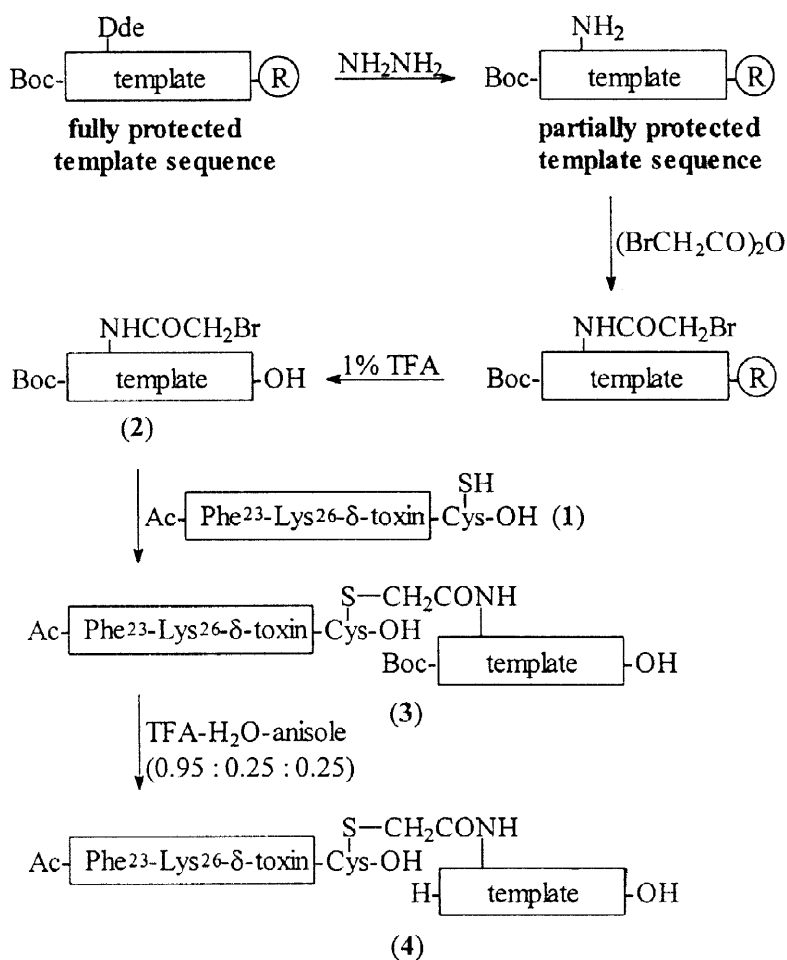 Dde
Boc- template R
fully protected
template sequence
NH2NH2
NH2
Boc- template R
partially protected
template sequence
(BrCH2CO)2O
NHCOCH2Br
Boc- template R
1% TFA
NHCOCH2Br
Boc- template -OH
(2)
SH
Ac- Phe23-Lys26-δ-toxin -Cys-OH (1)
S—CH2CONH
Ac- Phe23-Lys26-δ-toxin -Cys-OH
Boc- template -OH
(3)
TFA-H2O-anisole
(0.95 : 0.25 : 0.25)
S—CH2CONH
Ac- Phe23-Lys26-δ-toxin -Cys-OH
H- template -OH
(4)